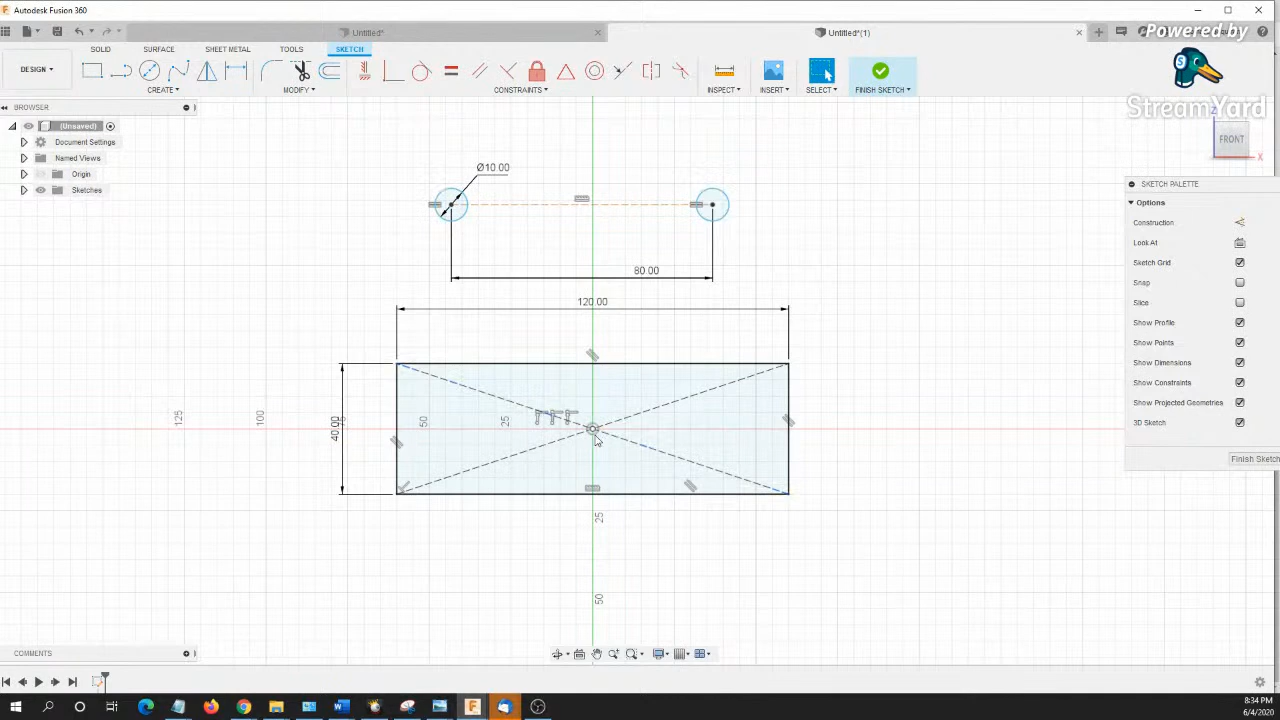 Autodesk Fusion 360
Untitled*
Untitled*(1)
Powered by
StreamYard
SOLID
SURFACE
SHEET METAL
TOOLS
SKETCH
DESIGN
CREATE
MODIFY
CONSTRAINTS
INSPECT
INSERT
SELECT
FINISH SKETCH
BROWSER
(Unsaved)
Document Settings
Named Views
Origin
Sketches
Z
FRONT
X
SKETCH PALETTE
Options
Construction
Look At
Sketch Grid
Snap
Slice
Show Profile
Show Points
Show Dimensions
Show Constraints
Show Projected Geometries
3D Sketch
Finish Sketch
Ø10.00
80.00
120.00
40.00
125
100
50
25
25
50
COMMENTS
8:34 PM
6/4/2020